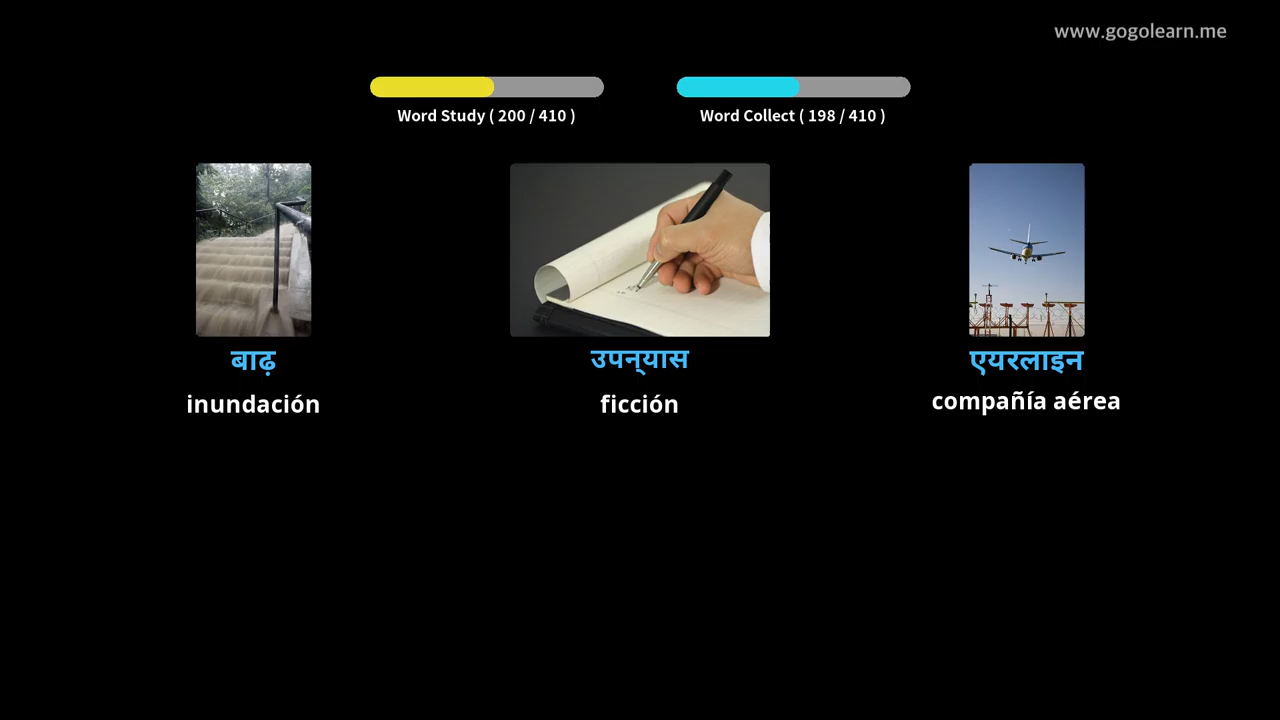 www.gogolearn.me
Word Study ( 200 / 410 )
Word Collect ( 198 / 410 )
बाढ़
उपन्यास
एयरलाइन
inundación
ficción
compañía aérea